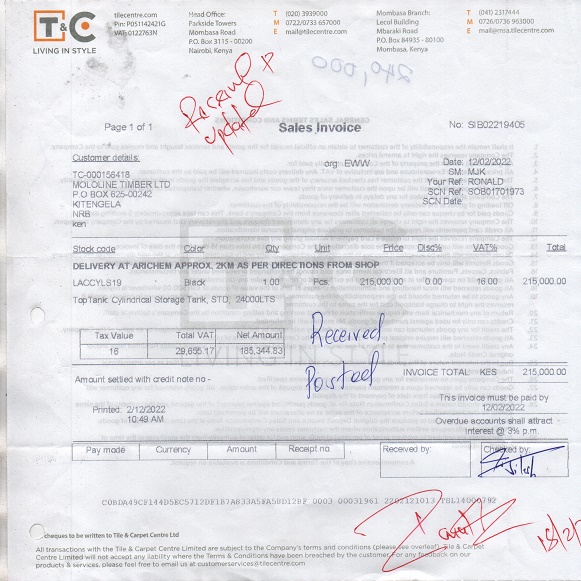 T&C
LIVING IN STYLE
tilecentre.com
Pin: P051142421G
VAT: 0122763N
Head Office:
Parkside Towers
Mombasa Road
P.O. Box 3115 - 00200
Nairobi, Kenya
T (020) 3939000
M 0722/0733 657000
E mail@tilecentre.com
Mombasa Branch:
Lecol Building
Mbaraki Road
P.O. Box 84935 - 80100
Mombasa, Kenya
T (041) 2317444
M 0726/0736 963000
E mail@msa.tilecentre.com
240,000
Received &
Updated
Page 1 of 1
Sales Invoice
No: SIB02219405
Customer details:
TC-000156418
MOLOLINE TIMBER LTD
P O BOX 625-00242
KITENGELA
NRB
ken
org: EWW
Date: 12/02/2022
SM: MJK
Your Ref: RONALD
SCN Ref: SOB01701973
SCN Date:
Stock code Color Qty Unit Price Disc% VAT% Total
DELIVERY AT ARICHEM APPROX, 2KM AS PER DIRECTIONS FROM SHOP
LACCYLS19 Black 1.00 Pcs. 215,000.00 0.00 16.00 215,000.00
TopTank: Cylindrical Storage Tank, STD, 24000LTS
T&C
LIVING IN STYLE
Tax Value Total VAT Net Amount
16 29,655.17 185,344.83
Received
Posted
INVOICE TOTAL KES 215,000.00
Amount settled with credit note no -
This invoice must be paid by
12/02/2022
Printed: 2/12/2022
10:49 AM
Overdue accounts shall attract
interest @ 3% p.m.
Pay mode Currency Amount Receipt no Received by: Checked by:
C0BDA49CF144D5EC5712DF1B7A833A5FA5BD12BF 0003 00031961 2202121013 TSL14000792
cheques to be written to Tile & Carpet Centre Ltd
18/2/
All transactions with the Tile & Carpet Centre Limited are subject to the Company's terms and conditions (please see overleaf). Tile & Carpet
Centre Limited will not accept any liability where the Terms & Conditions have been breached by the customer. For any feedback on our
products & services, please feel free to email us at customerservices@tilecentre.com